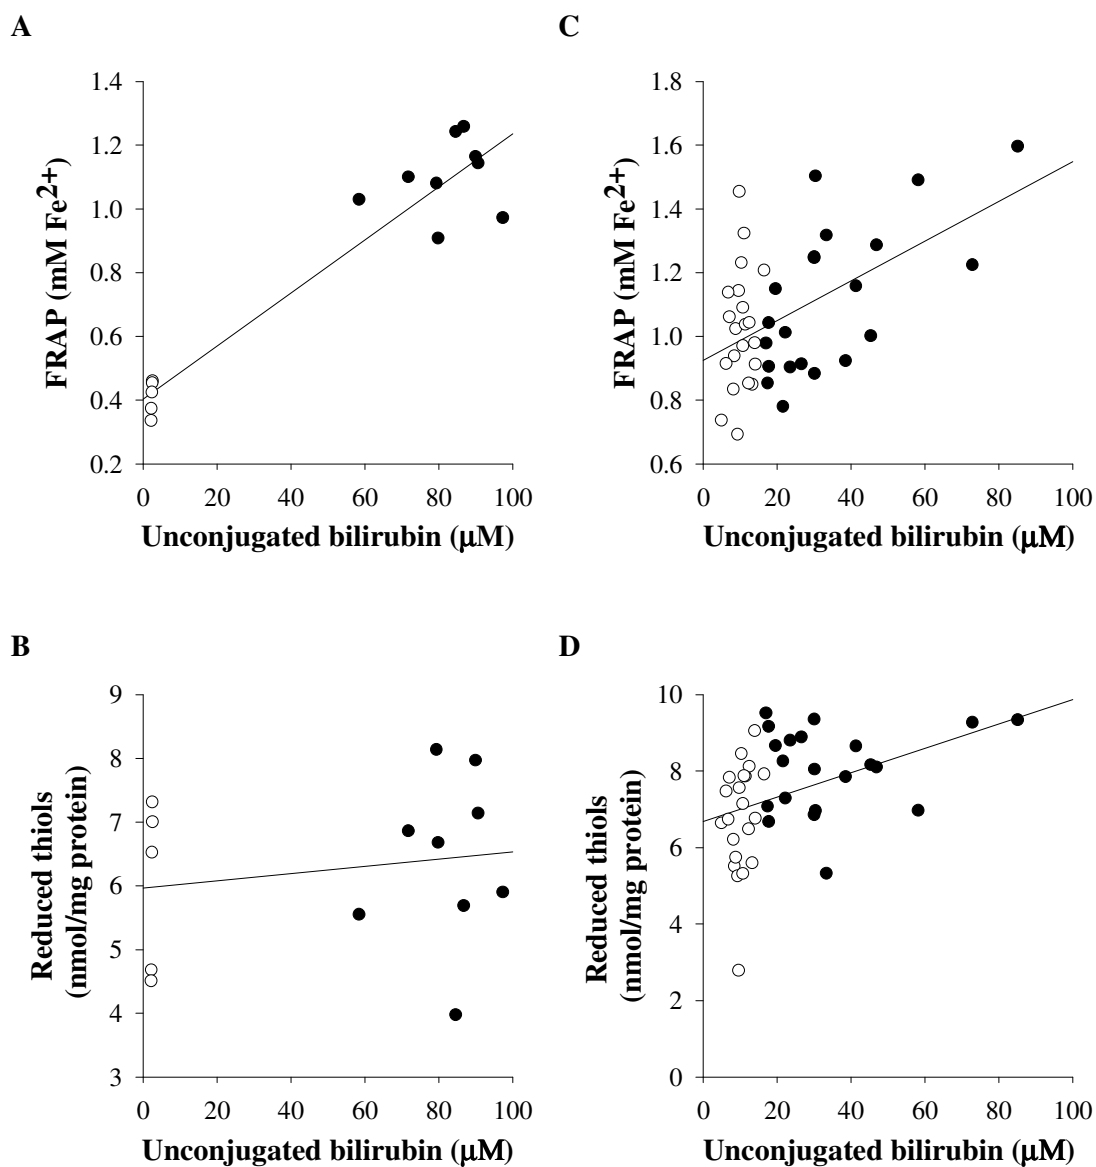 A
FRAP (mM Fe2+)
1.4
1.2
1.0
0.8
0.6
0.4
0.2
0 20 40 60 80 100
Unconjugated bilirubin (μM)
C
FRAP (mM Fe2+)
1.8
1.6
1.4
1.2
1.0
0.8
0.6
0 20 40 60 80 100
Unconjugated bilirubin (μM)
B
Reduced thiols
(nmol/mg protein)
9
8
7
6
5
4
3
0 20 40 60 80 100
Unconjugated bilirubin (μM)
D
Reduced thiols
(nmol/mg protein)
10
8
6
4
2
0
0 20 40 60 80 100
Unconjugated bilirubin (μM)